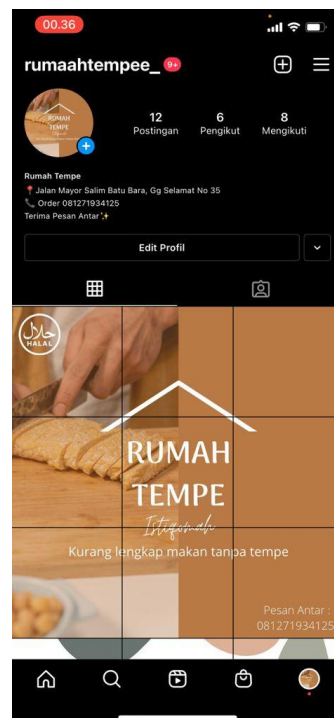 00.36
rumaahtempee_ 9+
RUMAH
TEMPE
12
Postingan
6
Pengikut
8
Mengikuti
Rumah Tempe
Jalan Mayor Salim Batu Bara, Gg Selamat No 35
Order 081271934125
Terima Pesan Antar
Edit Profil
حلال
HALAL
RUMAH
TEMPE
Istiqomah
Kurang lengkap makan tanpa tempe
Pesan Antar :
081271934125